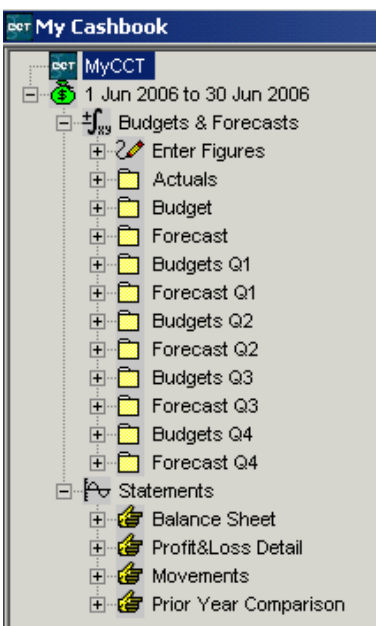 CCT My Cashbook
CCT MyCCT
1 Jun 2006 to 30 Jun 2006
Budgets & Forecasts
Enter Figures
Actuals
Budget
Forecast
Budgets Q1
Forecast Q1
Budgets Q2
Forecast Q2
Budgets Q3
Forecast Q3
Budgets Q4
Forecast Q4
Statements
Balance Sheet
Profit&Loss Detail
Movements
Prior Year Comparison